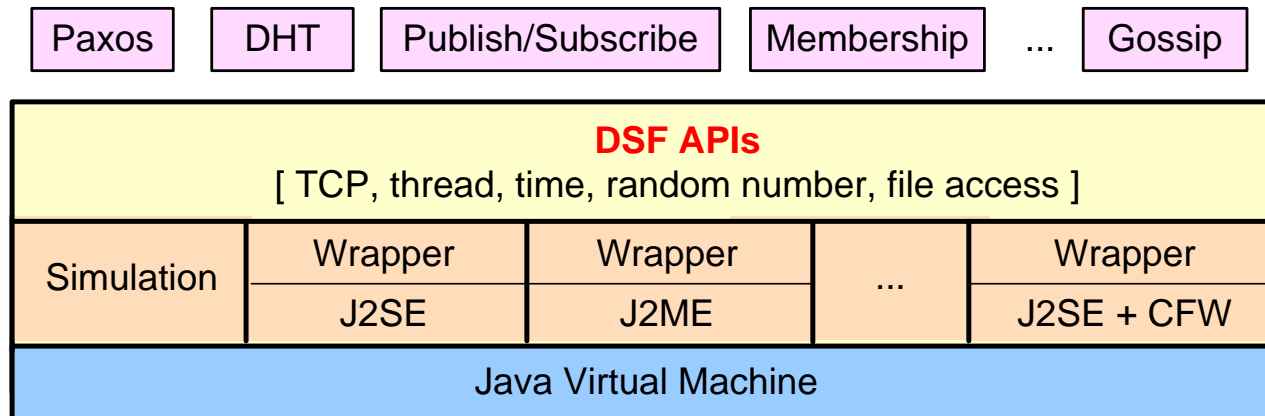 Paxos DHT Publish/Subscribe Membership ... Gossip
DSF APIs
[ TCP, thread, time, random number, file access ]
Simulation
Wrapper
J2SE
Wrapper
J2ME
...
Wrapper
J2SE + CFW
Java Virtual Machine